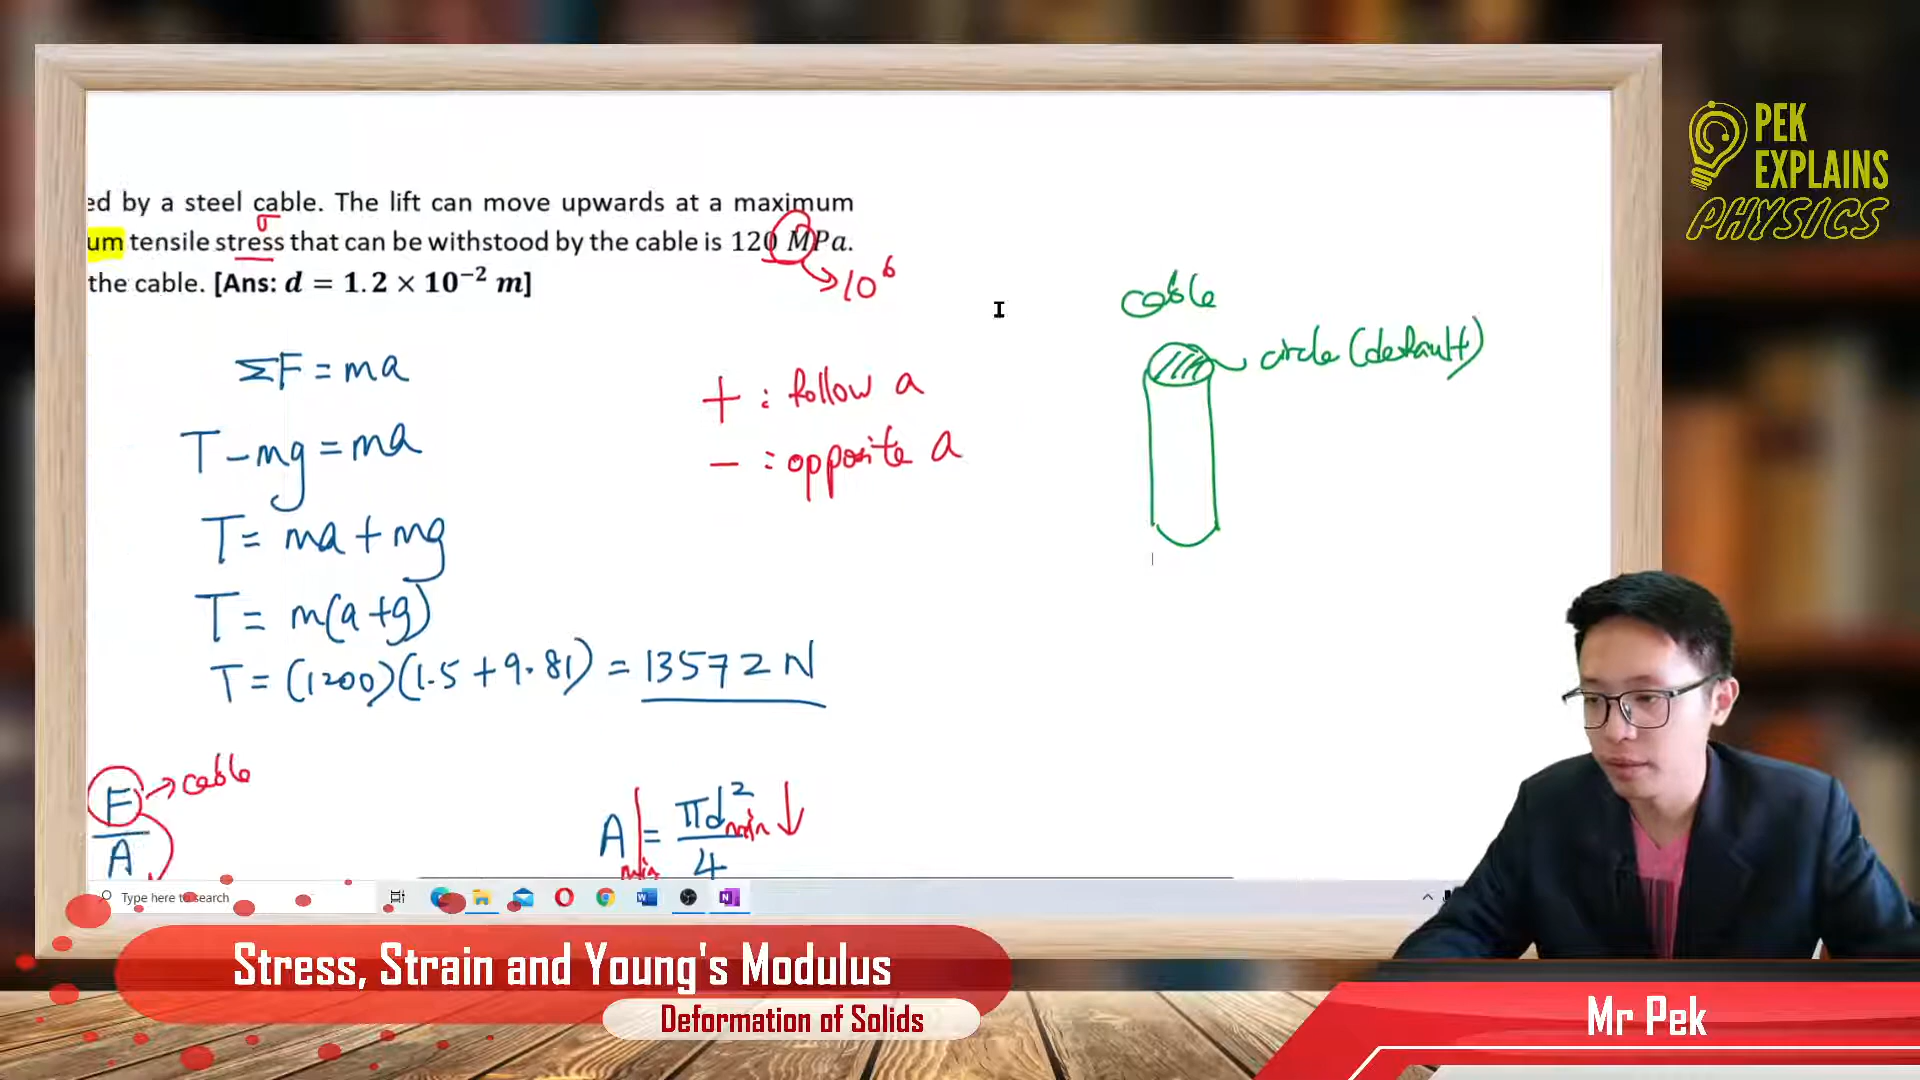 PEK
EXPLAINS
PHYSICS
ed by a steel cable. The lift can move upwards at a maximum
σ
um tensile stress that can be withstood by the cable is 120 MPa.
the cable. [Ans: d = 1.2 × 10⁻² m]
10⁶
cable
circle (default)
ΣF = ma
+ : follow a
T - mg = ma
- : opposite a
T = ma + mg
T = m(a + g)
T = (1200)(1.5 + 9.81) = 13572 N
F/A → cable
A min = πd²min/4 ↓
Type here to search
Stress, Strain and Young's Modulus
Deformation of Solids
Mr Pek